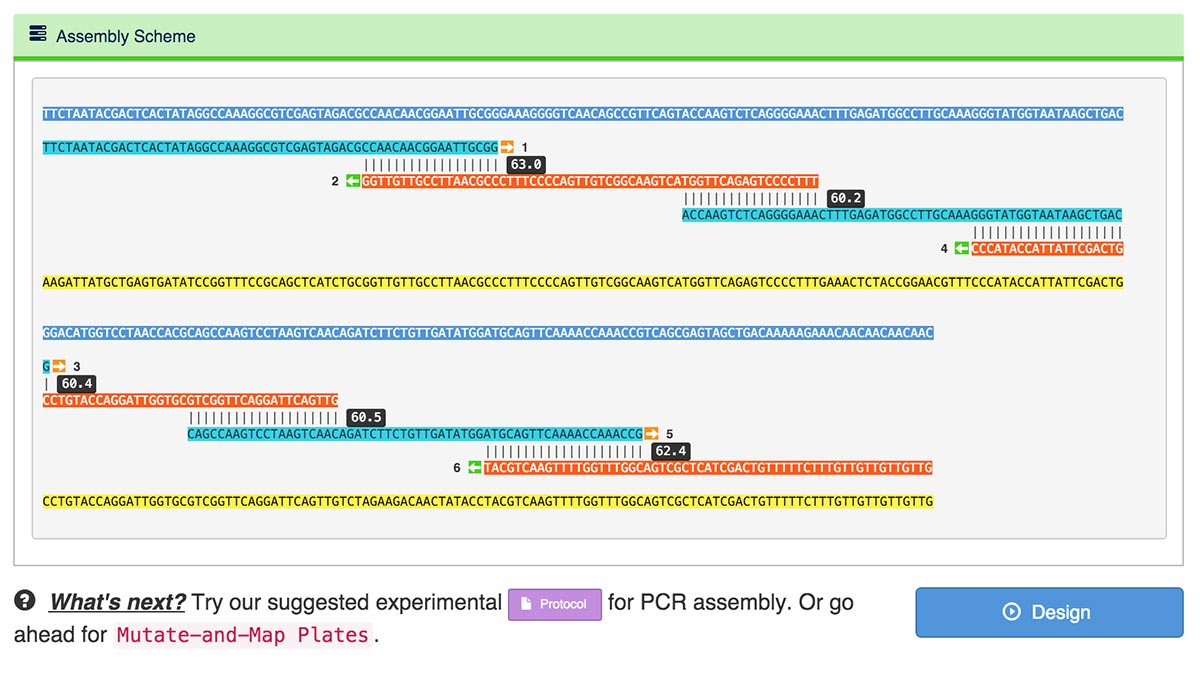 Assembly Scheme
TTCTAATACGACTCACTATAGGCCAAAGGCGTCGAGTAGACGCCAACAACGGAATTGCGGGAAAGGGGTCAACAGCCGTTCAGTACCAAGTCTCAGGGGAAACTTTGAGATGGCCTTGCAAAGGGTATGGTAATAAGCTGAC
TTCTAATACGACTCACTATAGGCCAAAGGCGTCGAGTAGACGCCAACAACGGAATTGCGG 1
63.0
2 GGTTGTTGCCTTAACGCCCTTTCCCCAGTTGTCGGCAAGTCATGGTTCAGAGTCCCCTTT
60.2
ACCAAGTCTCAGGGGAAACTTTGAGATGGCCTTGCAAAGGGTATGGTAATAAGCTGAC
4 CCCATACCATTATTCGACTG
AAGATTATGCTGAGTGATATCCGGTTTCCGCAGCTCATCTGCGGTTGTTGCCTTAACGCCCTTTCCCCAGTTGTCGGCAAGTCATGGTTCAGAGTCCCCTTTGAAACTCTACCGGAACGTTTCCCATACCATTATTCGACTG
GGACATGGTCCTAACCACGCAGCCAAGTCCTAAGTCAACAGATCTTCTGTTGATATGGATGCAGTTCAAAACCAAACCGTCAGCGAGTAGCTGACAAAAAGAAACAACAACAACAAC
G 3
60.4
CCTGTACCAGGATTGGTGCGTCGGTTCAGGATTCAGTTG
60.5
CAGCCAAGTCCTAAGTCAACAGATCTTCTGTTGATATGGATGCAGTTCAAAACCAAACCG 5
62.4
6 TACGTCAAGTTTTGGTTTGGCAGTCGCTCATCGACTGTTTTTCTTTGTTGTTGTTGTTG
CCTGTACCAGGATTGGTGCGTCGGTTCAGGATTCAGTTGTCTAGAAGACAACTATACCTACGTCAAGTTTTGGTTTGGCAGTCGCTCATCGACTGTTTTTCTTTGTTGTTGTTGTTG
What's next? Try our suggested experimental Protocol for PCR assembly. Or go
ahead for Mutate-and-Map Plates.
Design